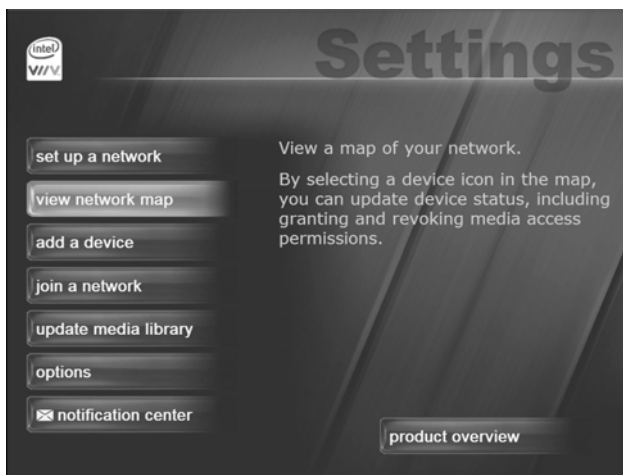 intel
VIIV
Settings
set up a network
view network map
add a device
join a network
update media library
options
notification center
View a map of your network.
By selecting a device icon in the map,
you can update device status, including
granting and revoking media access
permissions.
product overview